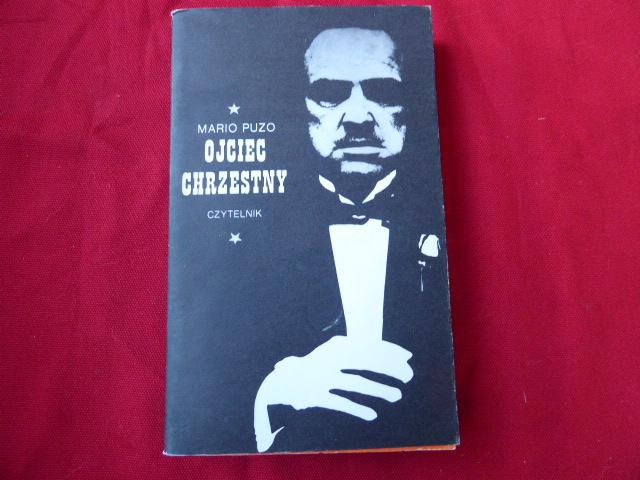 MARIO PUZO
OJCIEC
CHRZESTNY
CZYTELNIK